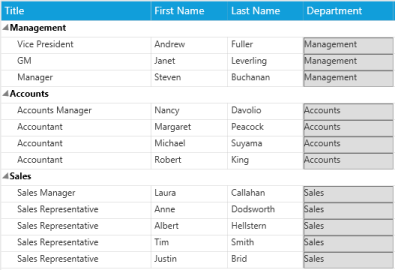 Title First Name Last Name Department
Management
Vice President Andrew Fuller Management
GM Janet Leverling Management
Manager Steven Buchanan Management
Accounts
Accounts Manager Nancy Davolio Accounts
Accountant Margaret Peacock Accounts
Accountant Michael Suyama Accounts
Accountant Robert King Accounts
Sales
Sales Manager Laura Callahan Sales
Sales Representative Anne Dodsworth Sales
Sales Representative Albert Hellstern Sales
Sales Representative Tim Smith Sales
Sales Representative Justin Brid Sales